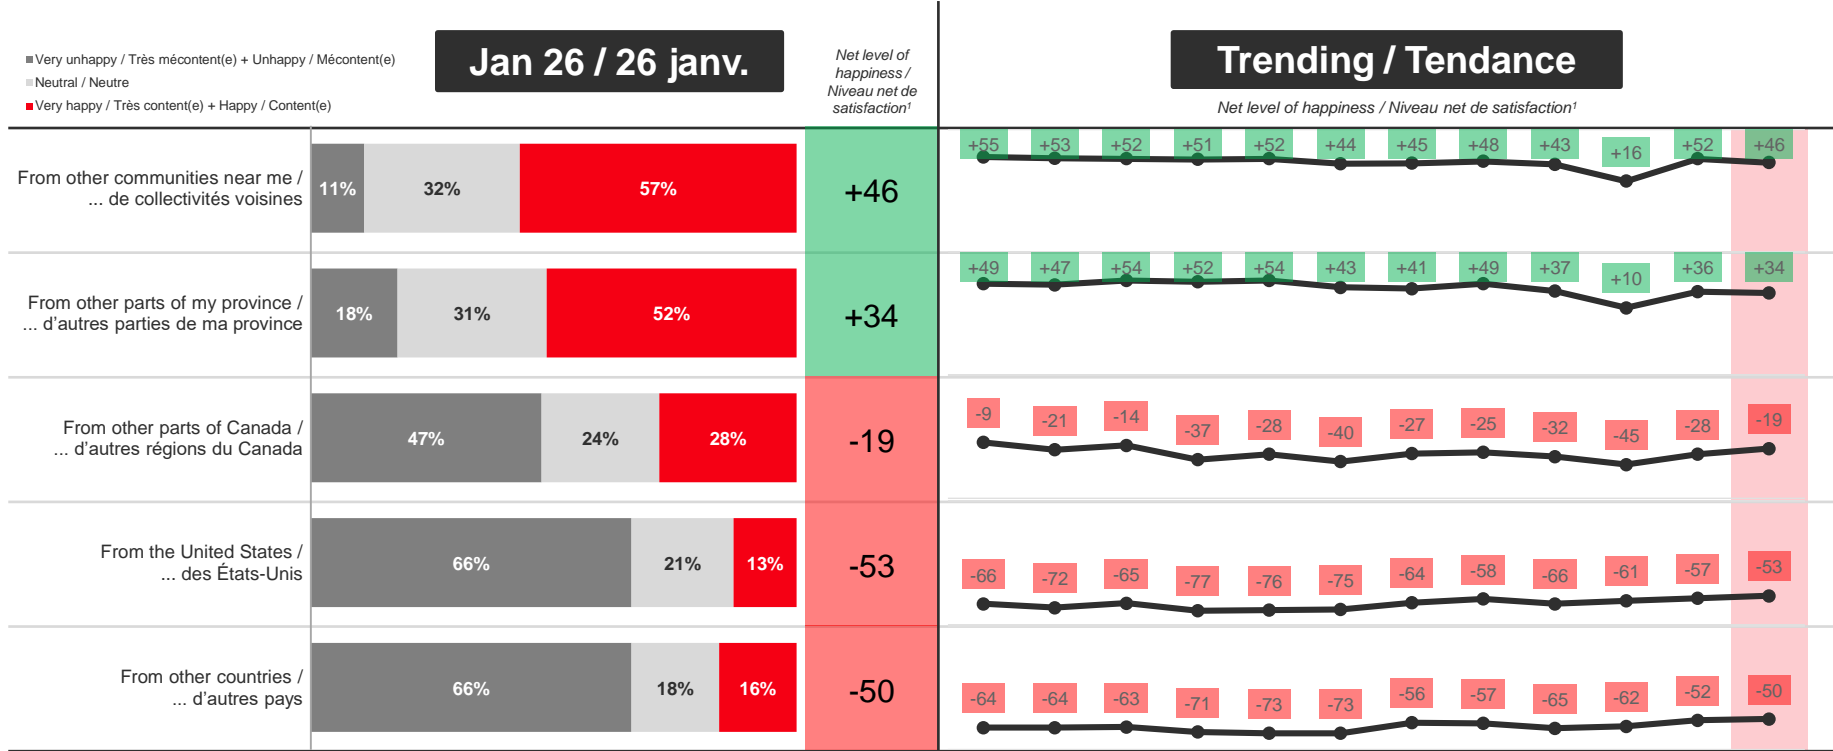 Very unhappy / Très mécontent(e) + Unhappy / Mécontent(e)
Neutral / Neutre
Very happy / Très content(e) + Happy / Content(e)
Jan 26 / 26 janv.
Net level of
happiness /
Niveau net de
satisfaction¹
Trending / Tendance
Net level of happiness / Niveau net de satisfaction¹
From other communities near me /
... de collectivités voisines
11% 32% 57%
+46
+55 +53 +52 +51 +52 +44 +45 +48 +43 +16 +52 +46
From other parts of my province /
... d'autres parties de ma province
18% 31% 52%
+34
+49 +47 +54 +52 +54 +43 +41 +49 +37 +10 +36 +34
From other parts of Canada /
... d'autres régions du Canada
47% 24% 28%
-19
-9 -21 -14 -37 -28 -40 -27 -25 -32 -45 -28 -19
From the United States /
... des États-Unis
66% 21% 13%
-53
-66 -72 -65 -77 -76 -75 -64 -58 -66 -61 -57 -53
From other countries /
... d'autres pays
66% 18% 16%
-50
-64 -64 -63 -71 -73 -73 -56 -57 -65 -62 -52 -50